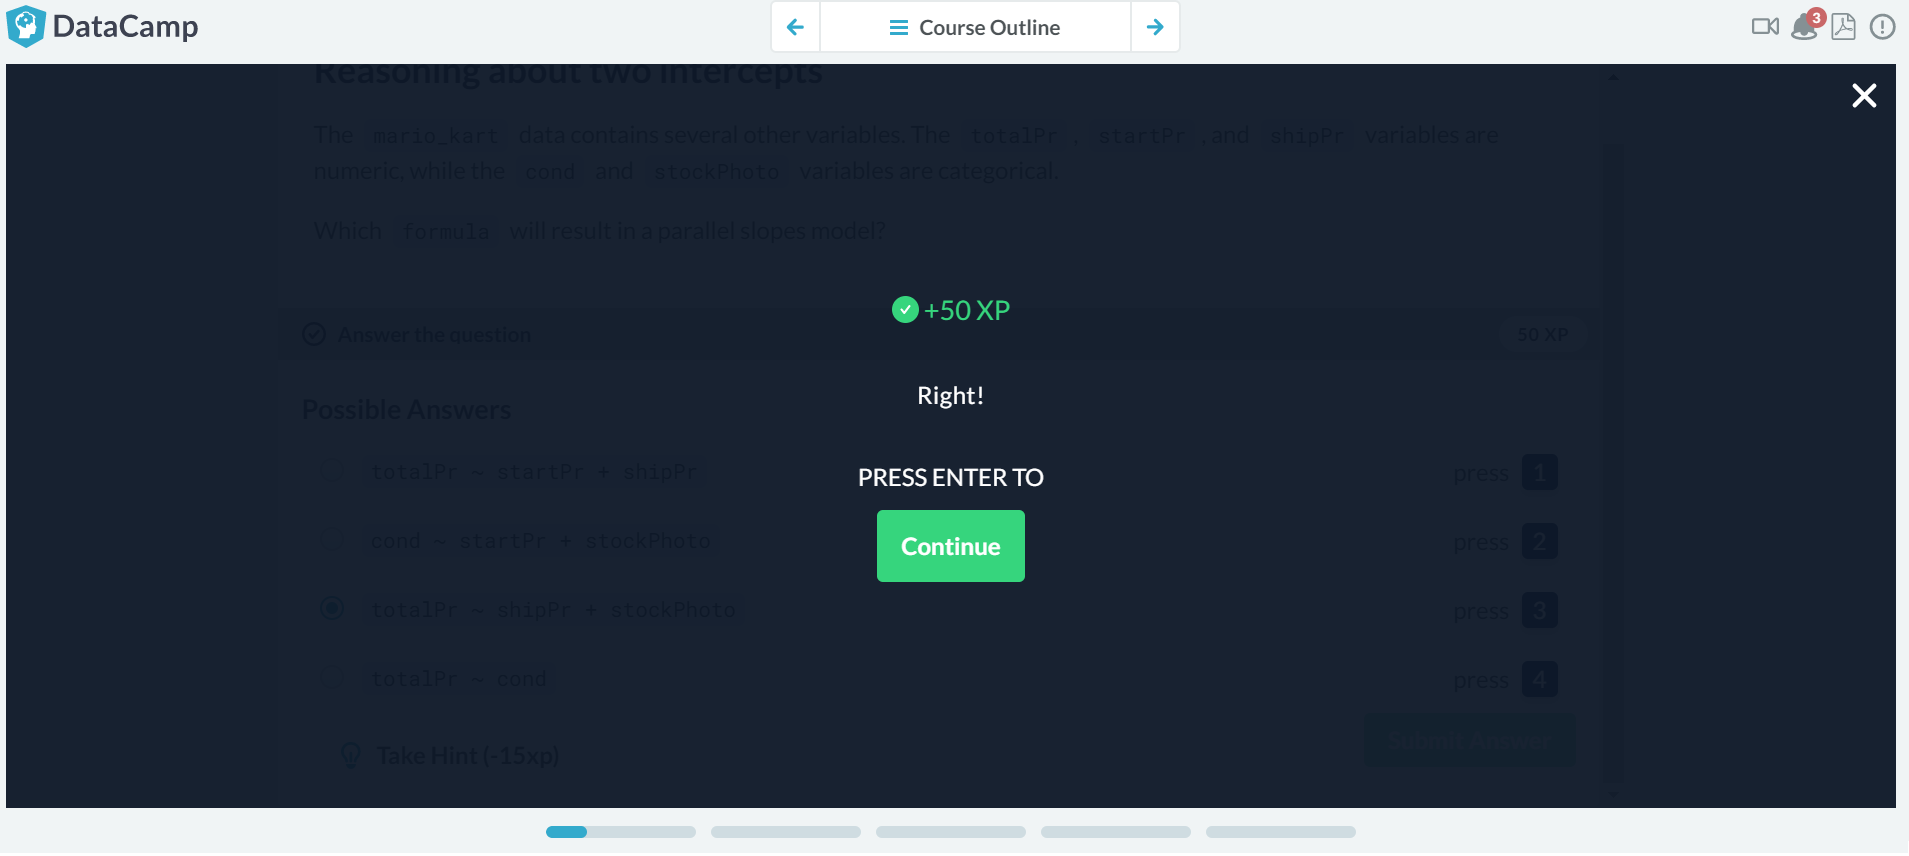 DataCamp
Course Outline
3
Reasoning about two intercepts
The mario_kart data contains several other variables. The totalPr, startPr, and shipPr variables are
numeric, while the cond and stockPhoto variables are categorical.
Which formula will result in a parallel slopes model?
+50 XP
Answer the question
50 XP
Right!
Possible Answers
totalPr ~ startPr + shipPr
press 1
PRESS ENTER TO
Continue
cond ~ startPr + stockPhoto
press 2
totalPr ~ shipPr + stockPhoto
press 3
totalPr ~ cond
press 4
Submit Answer
Take Hint (-15xp)